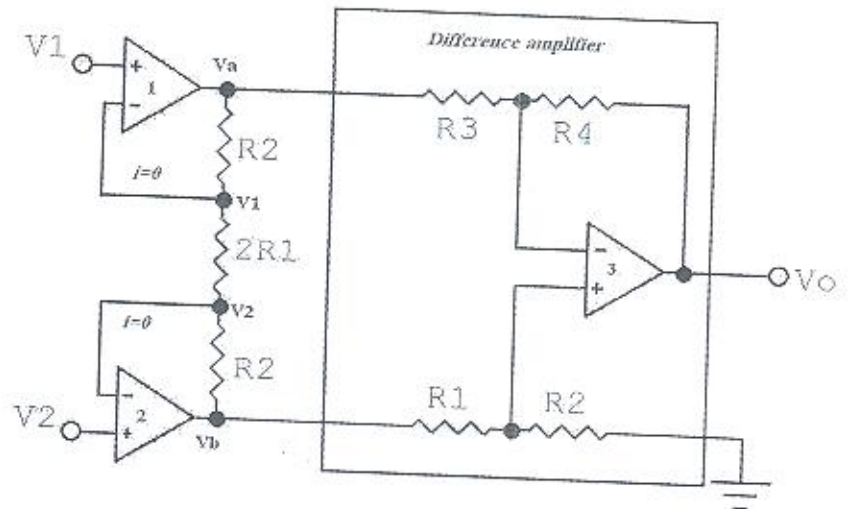 Difference amplifier
V1
+
1
-
Va
R3
R4
R2
i=0
V1
2R1
-
3
+
Vo
i=0
V2
R2
R1
R2
V2
-
2
+
Vb